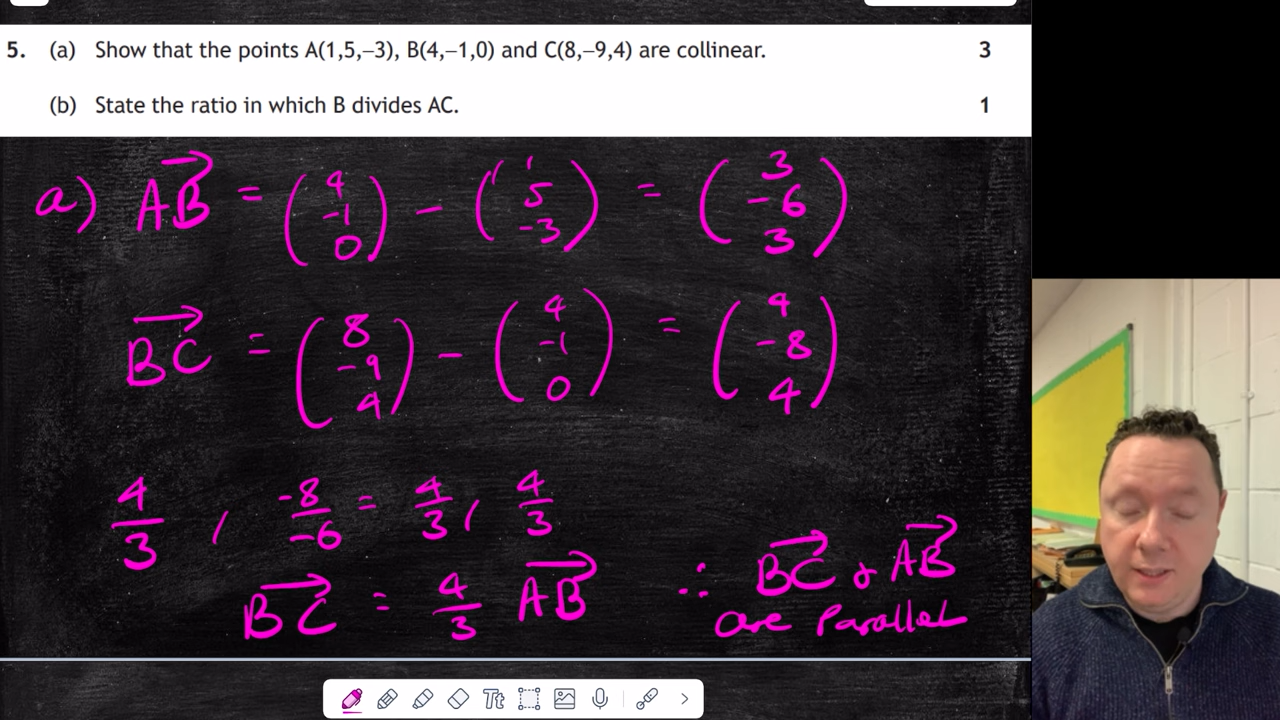 5. (a) Show that the points A(1,5,–3), B(4,–1,0) and C(8,–9,4) are collinear. 3
(b) State the ratio in which B divides AC. 1
a) AB = (4 -1 0) - (1 5 -3) = (3 -6 3)
BC = (8 -9 4) - (4 -1 0) = (4 -8 4)
4/3 , -8/-6 = 4/3 , 4/3
BC = 4/3 AB ∴ BC & AB
are Parallel
Tt